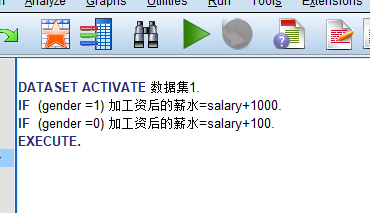 Analyze Graphs Utilities Run Tools Extensions
DATASET ACTIVATE 数据集1.
IF (gender =1) 加工资后的薪水=salary+1000.
IF (gender =0) 加工资后的薪水=salary+100.
EXECUTE.